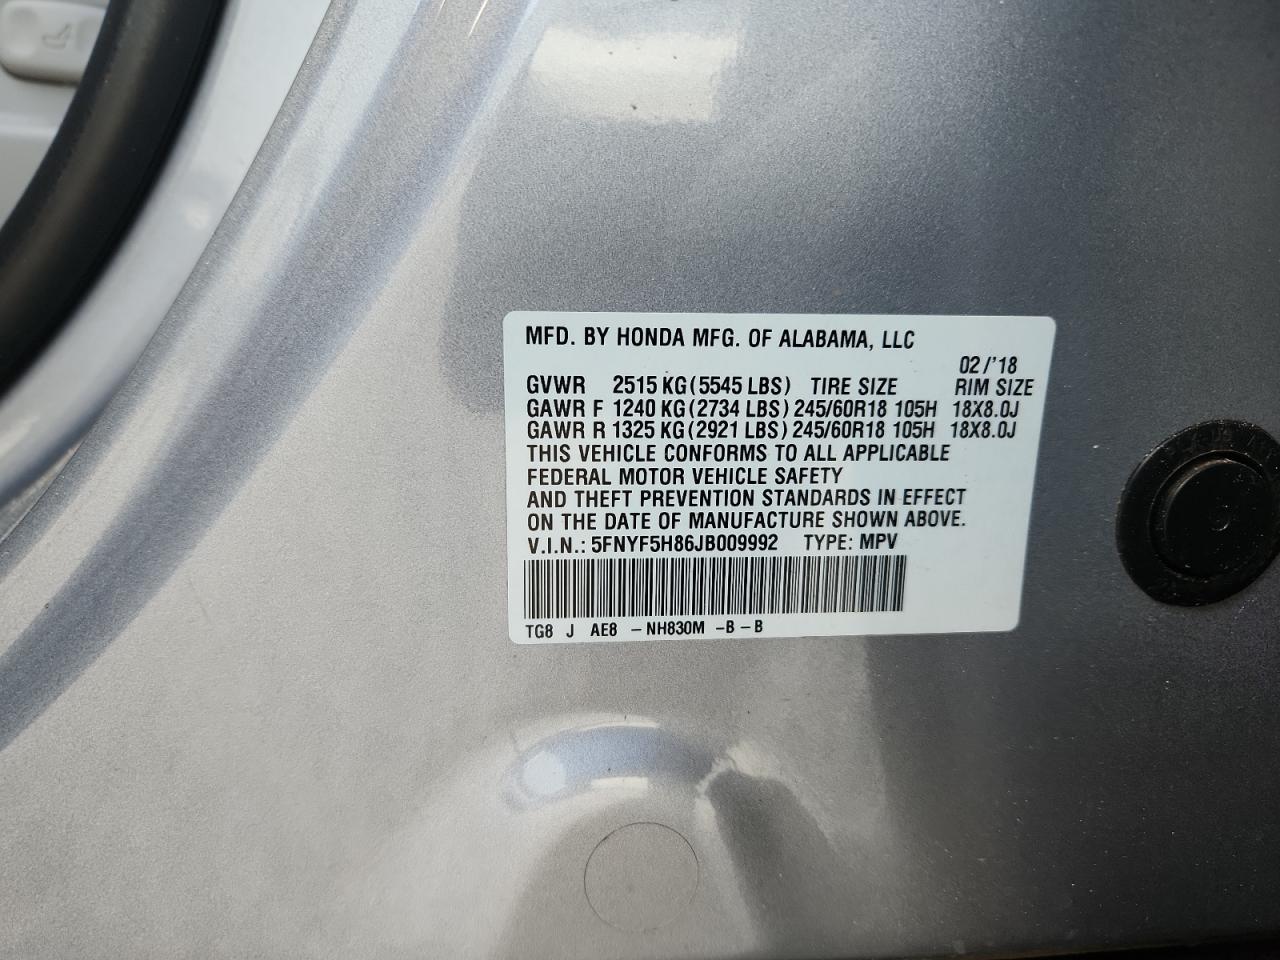 MFD. BY HONDA MFG. OF ALABAMA, LLC
02/'18
GVWR 2515 KG(5545 LBS) TIRE SIZE RIM SIZE
GAWR F 1240 KG(2734 LBS) 245/60R18 105H 18X8.0J
GAWR R 1325 KG(2921 LBS) 245/60R18 105H 18X8.0J
THIS VEHICLE CONFORMS TO ALL APPLICABLE
FEDERAL MOTOR VEHICLE SAFETY
AND THEFT PREVENTION STANDARDS IN EFFECT
ON THE DATE OF MANUFACTURE SHOWN ABOVE.
V.I.N.: 5FNYF5H86JB009992 TYPE: MPV
TG8 J AE8 -NH830M -B-B